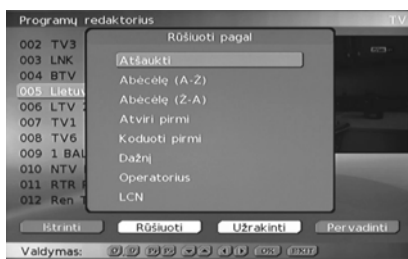 Programų redaktorius TV
002 TV3
003 LNK
004 BTV
005 Lietuv
006 LTV 2
007 TV1
008 TV6
009 1 BAL
010 NTV
011 RTR
012 Ren T
Rūšiuoti pagal
Atšaukti
Abėcėlę (A-Z)
Abėcėlę (Z-A)
Atviri pirmi
Koduoti pirmi
Dažnį
Operatorius
LCN
Ištrinti Rūšiuoti Užrakinti Pervadinti
Valdymas: OK EXIT